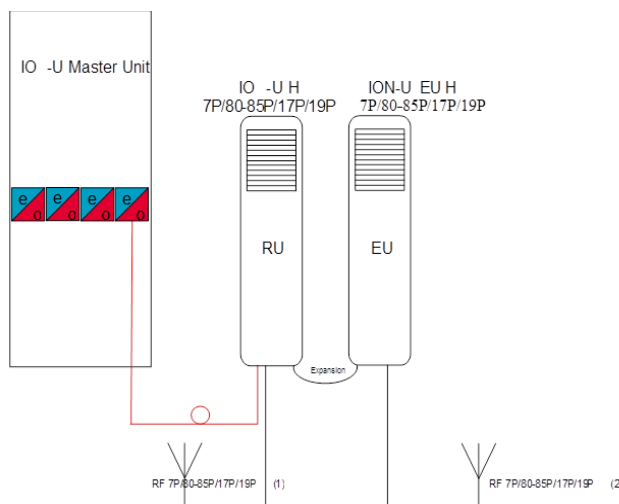 IO -U Master Unit
IO -U H
7P/80-85P/17P/19P
ION-U EU H
7P/80-85P/17P/19P
e o e o e o e o
RU
EU
Expansion
RF 7P/80-85P/17P/19P (1)
RF 7P/80-85P/17P/19P (2